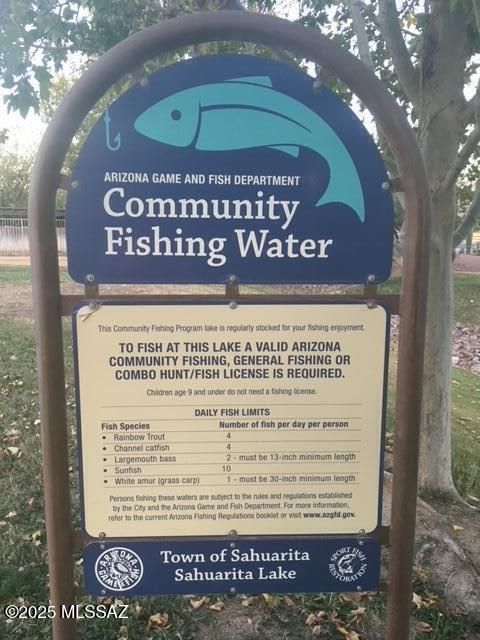 ARIZONA GAME AND FISH DEPARTMENT
Community
Fishing Water
This Community Fishing Program lake is regularly stocked for your fishing enjoyment.
TO FISH AT THIS LAKE A VALID ARIZONA
COMMUNITY FISHING, GENERAL FISHING OR
COMBO HUNT/FISH LICENSE IS REQUIRED.
Children age 9 and under do not need a fishing license.
DAILY FISH LIMITS
Fish Species Number of fish per day per person
• Rainbow Trout 4
• Channel catfish 4
• Largemouth bass 2 - must be 13-inch minimum length
• Sunfish 10
• White amur (grass carp) 1 - must be 30-inch minimum length
Persons fishing these waters are subject to the rules and regulations established
by the City and the Arizona Game and Fish Department. For more information,
refer to the current Arizona Fishing Regulations booklet or visit www.azgfd.gov.
ARIZONA GAME & FISH
Town of Sahuarita
Sahuarita Lake
SPORT FISH RESTORATION
©2025 MLSSAZ